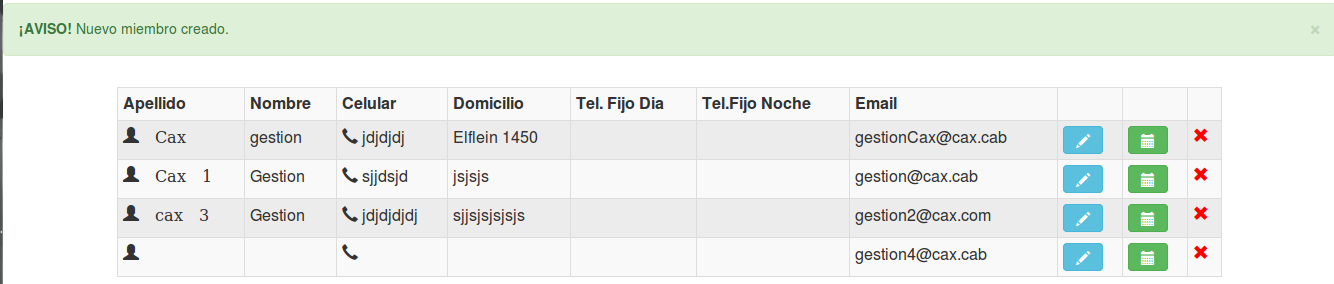 ¡AVISO! Nuevo miembro creado. ×
Apellido Nombre Celular Domicilio Tel. Fijo Dia Tel.Fijo Noche Email
Cax gestion jdjdjdj Elflein 1450 gestionCax@cax.cab
Cax 1 Gestion sjjdsjd jsjsjs gestion@cax.cab
cax 3 Gestion jdjdjdjdj sjjsjsjsjsjs gestion2@cax.com
gestion4@cax.cab